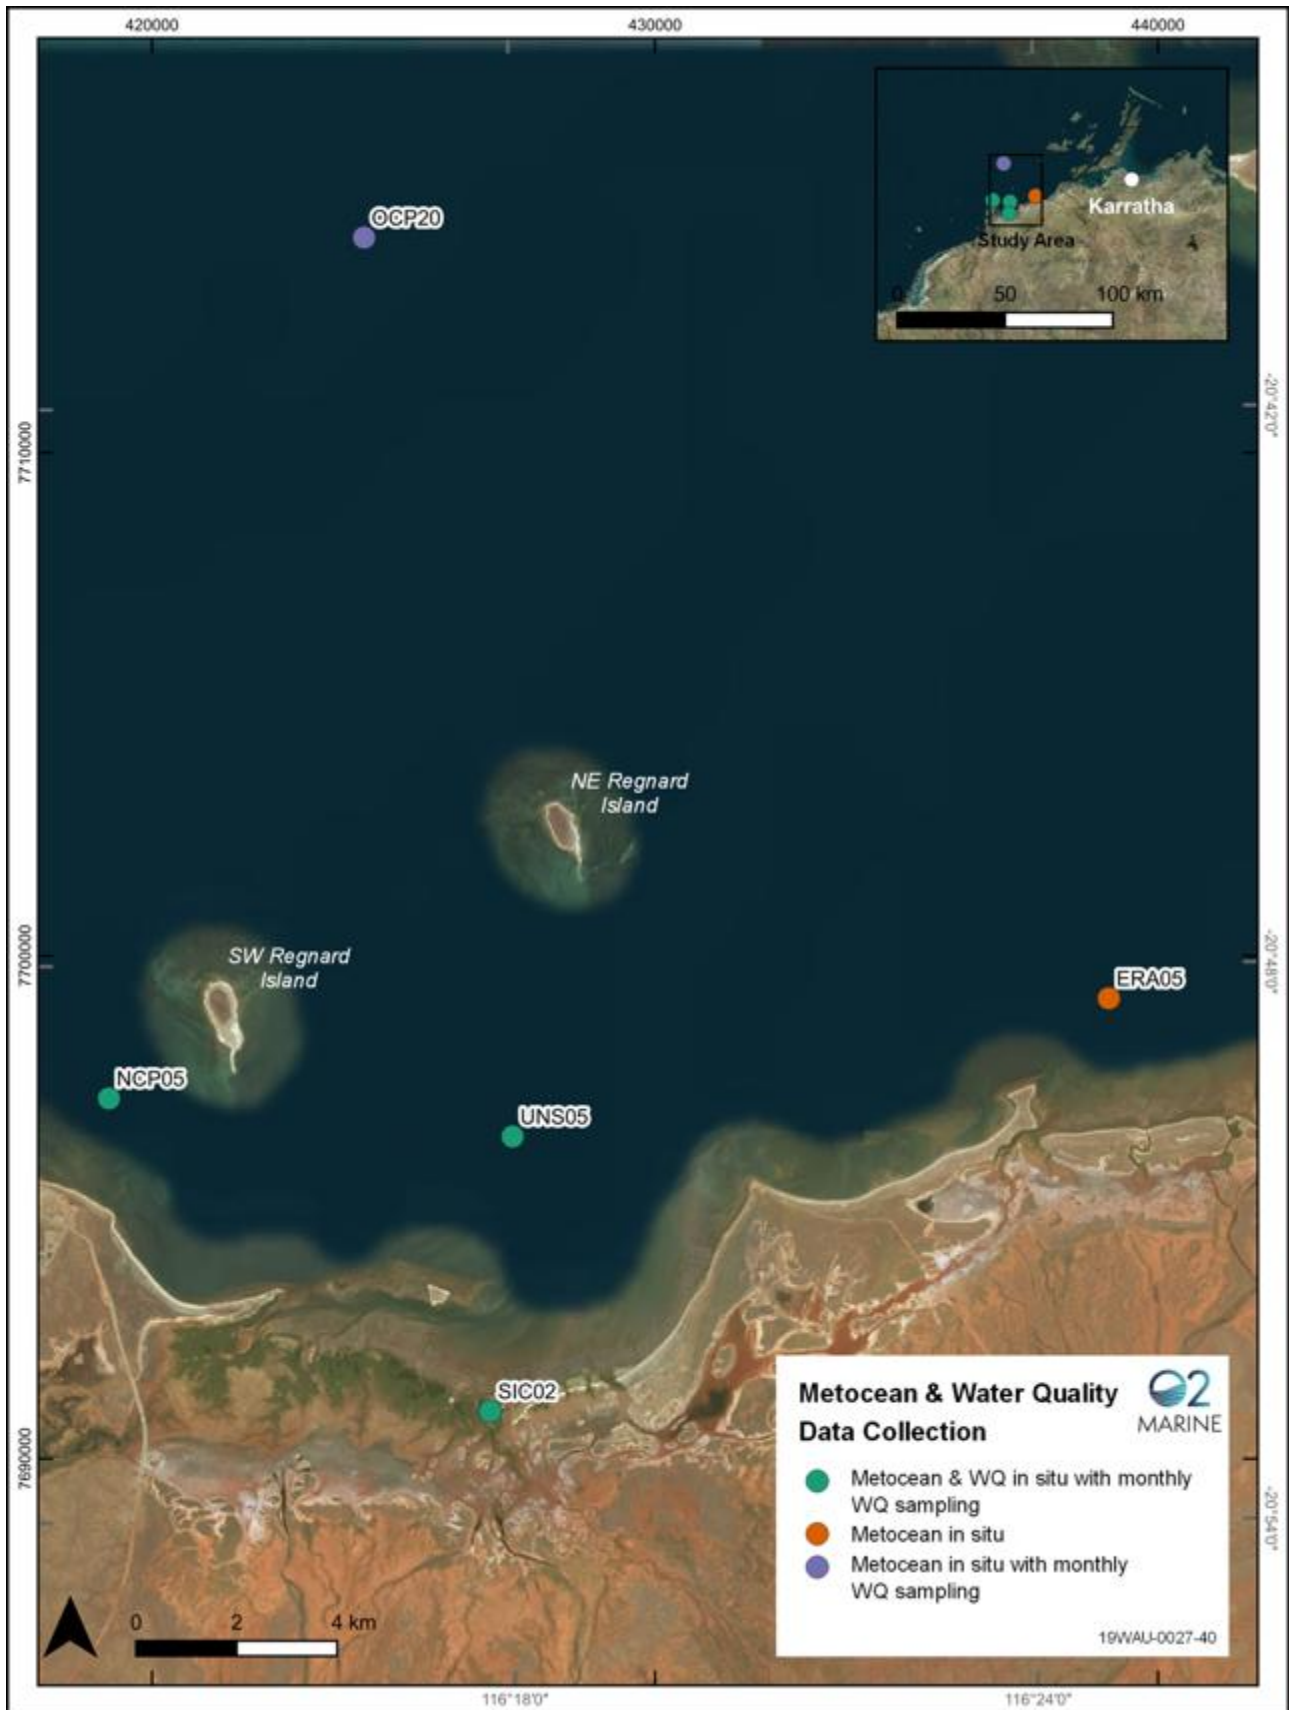 420000
430000
440000
Karratha
Study Area
0
50
100 km
OCP20
-20°42'0"
7710000
NE Regnard
Island
7700000
SW Regnard
Island
-20°48'0"
ERA05
NCP05
UNS05
SIC02
7690000
-20°54'0"
Metocean & Water Quality
Data Collection
O2
MARINE
Metocean & WQ in situ with monthly
WQ sampling
Metocean in situ
Metocean in situ with monthly
WQ sampling
19WAU-0027-40
0
2
4 km
116°18'0"
116°24'0"